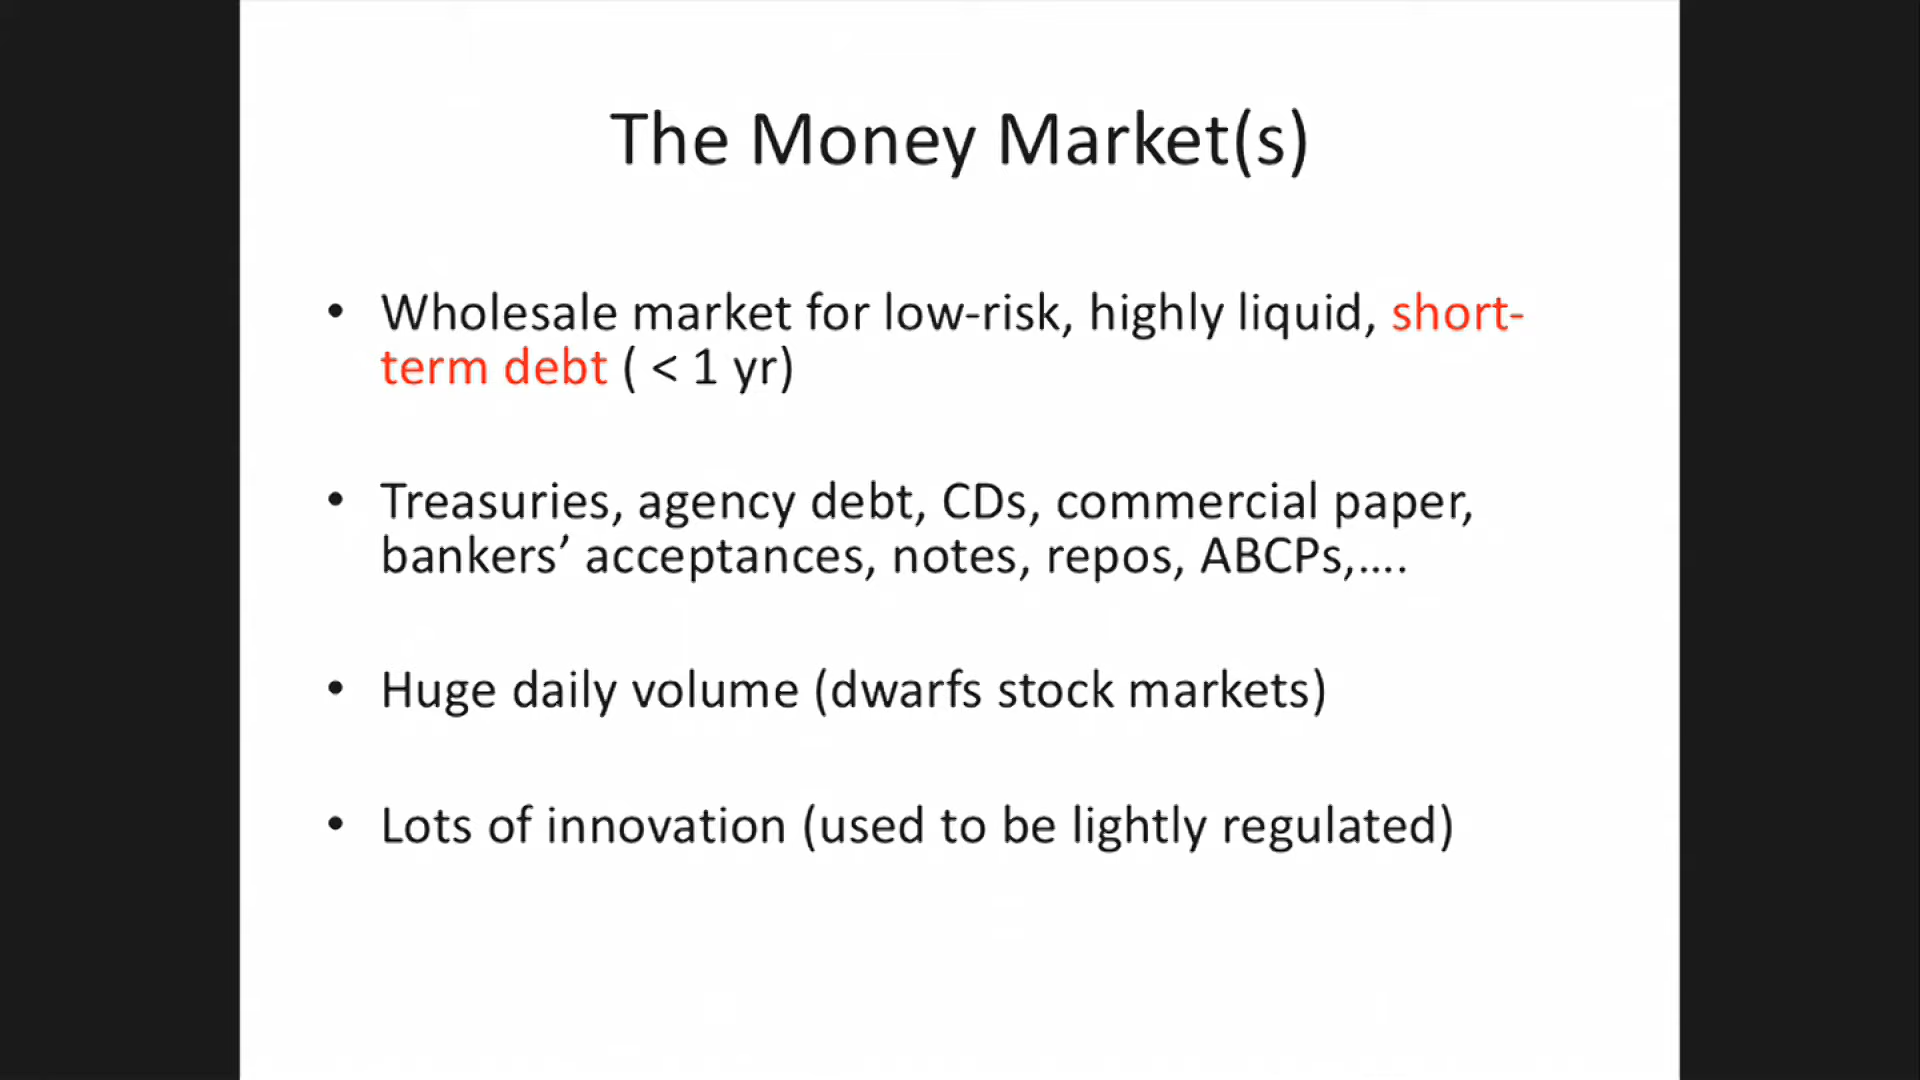 The Money Market(s)
• Wholesale market for low-risk, highly liquid, short-
term debt ( < 1 yr)
• Treasuries, agency debt, CDs, commercial paper,
bankers’ acceptances, notes, repos, ABCPs,....
• Huge daily volume (dwarfs stock markets)
• Lots of innovation (used to be lightly regulated)